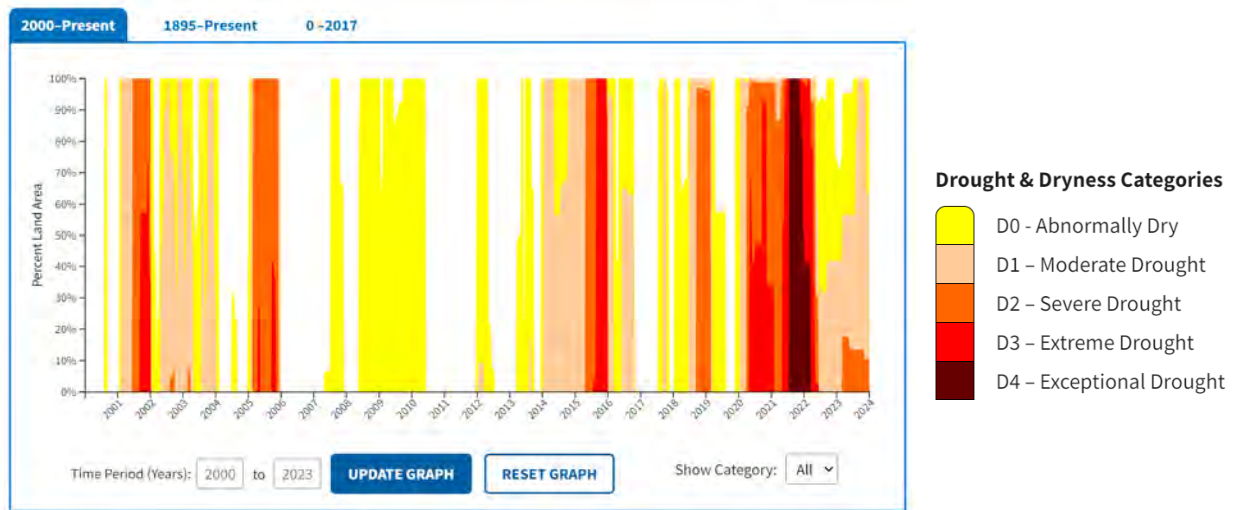 2000–Present 1895–Present 0 –2017
100%
90%
80%
70%
60%
50%
40%
30%
20%
10%
0%
Percent Land Area
2001 2002 2003 2004 2005 2006 2007 2008 2009 2010 2011 2012 2013 2014 2015 2016 2017 2018 2019 2020 2021 2022 2023 2024
Time Period (Years): 2000 to 2023 UPDATE GRAPH RESET GRAPH Show Category: All
Drought & Dryness Categories
D0 - Abnormally Dry
D1 – Moderate Drought
D2 – Severe Drought
D3 – Extreme Drought
D4 – Exceptional Drought